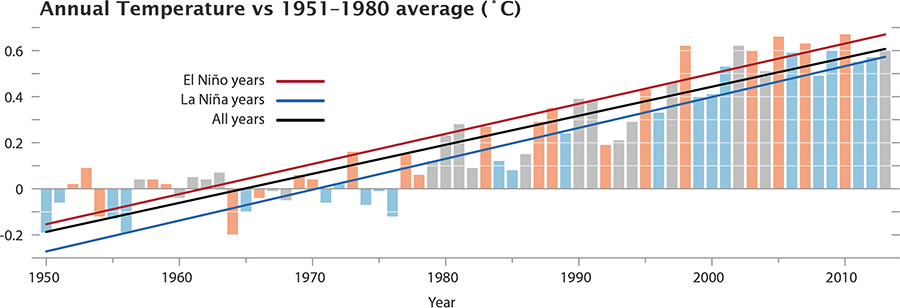 Annual Temperature vs 1951–1980 average (˚C)
0.6
El Niño years
La Niña years
0.4
All years
0.2
0
-0.2
1950 1960 1970 1980 1990 2000 2010
Year